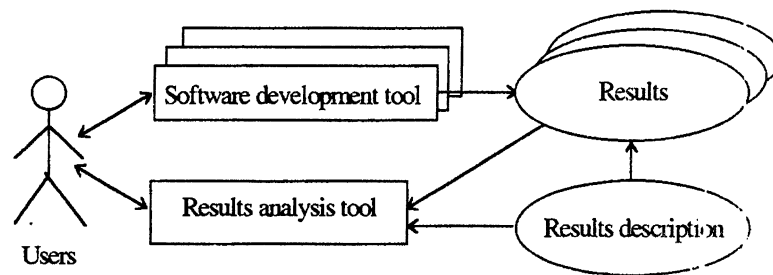 Software development tool
Results
Results analysis tool
Results description
Users